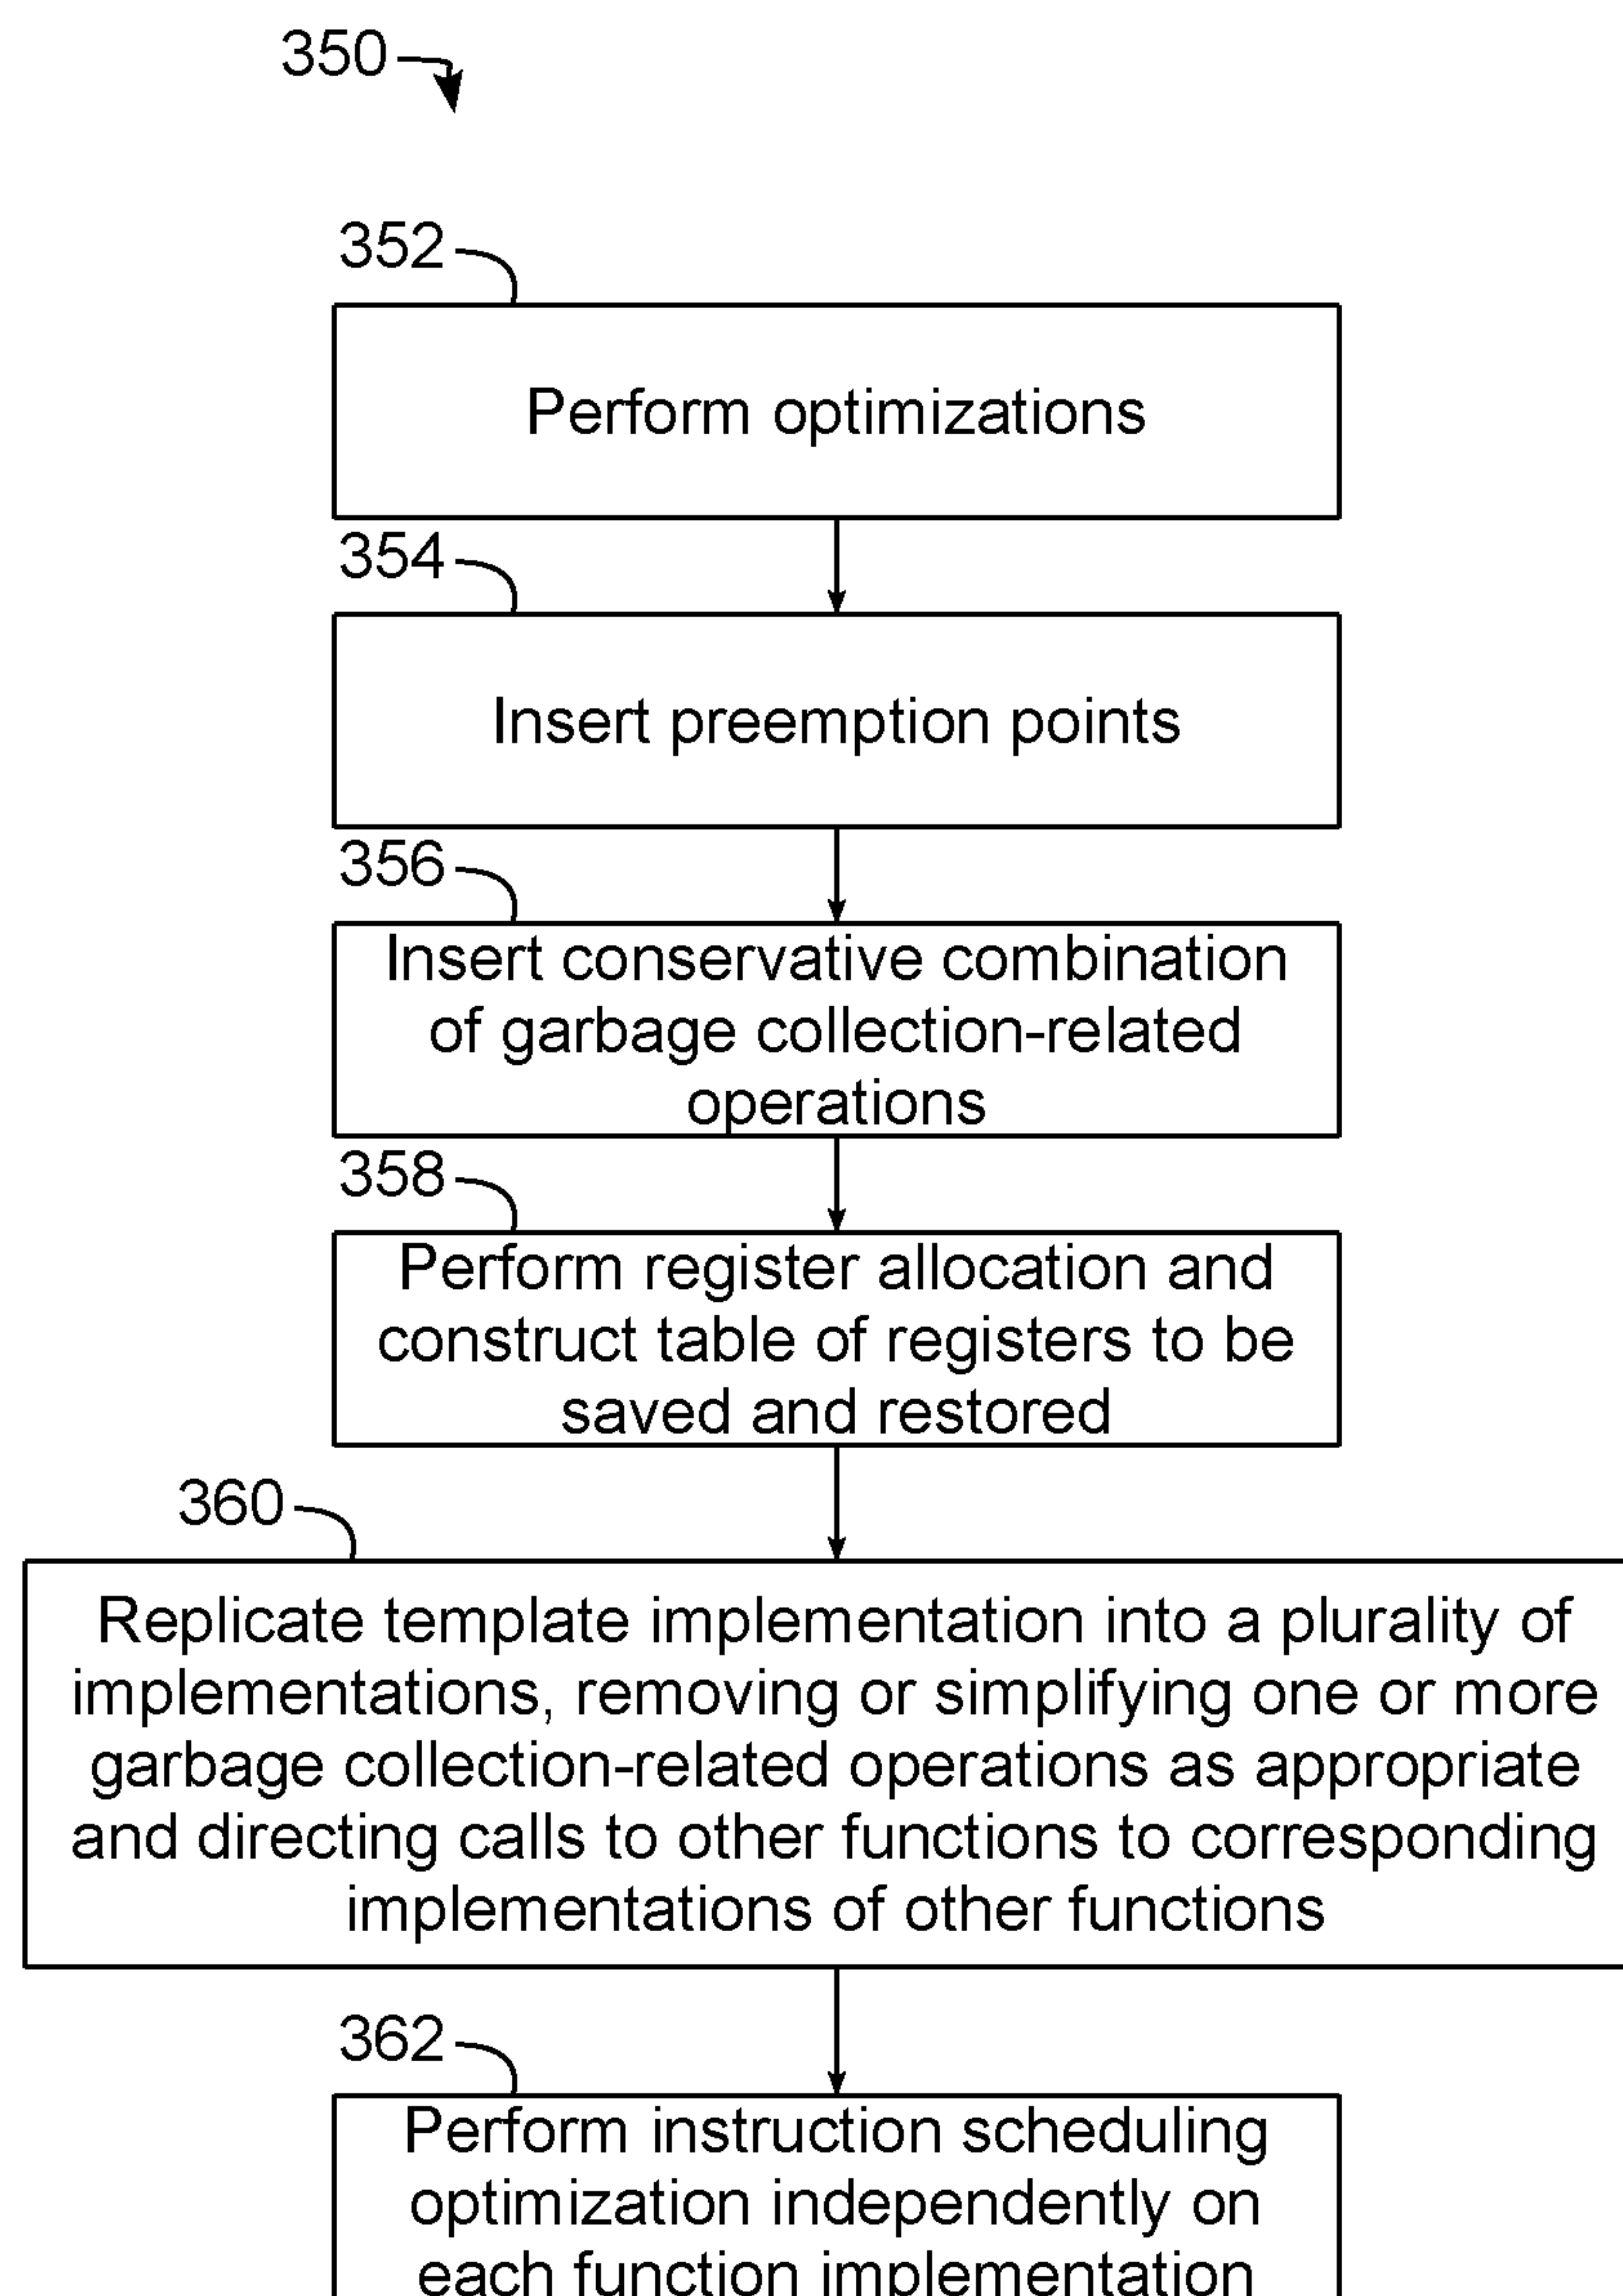 350
352
Perform optimizations
354
Insert preemption points
356
Insert conservative combination
of garbage collection-related
operations
358
Perform register allocation and
construct table of registers to be
saved and restored
360
Replicate template implementation into a plurality of
implementations, removing or simplifying one or more
garbage collection-related operations as appropriate
and directing calls to other functions to corresponding
implementations of other functions
362
Perform instruction scheduling
optimization independently on
each function implementation